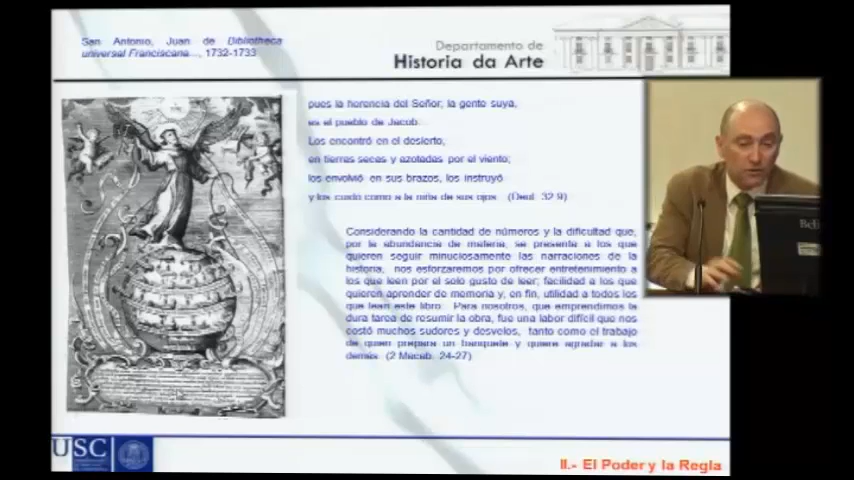 San Antonio, Juan de Bibliotheca
universal Franciscana..., 1732-1733
Departamento de
Historia da Arte
pues la herencia del Señor, la gente suya,
es el pueblo de Jacob.
Los encontró en el desierto,
en tierras secas y azotadas por el viento;
los envolvió en sus brazos, los instruyó
y los cuidó como a la niña de sus ojos (Deut. 32 9)
Considerando la cantidad de números y la dificultad que,
por la abundancia de materia, se presenta a los que
quieren seguir minuciosamente las narraciones de la
historia, nos esforzaremos por ofrecer entretenimiento a
los que leen por el solo gusto de leer; facilidad a los que
quieren aprender de memoria y, en fin, utilidad a todos los
que lean este libro. Para nosotros, que emprendimos la
dura tarea de resumir la obra, fue una labor difícil que nos
costó muchos sudores y desvelos, tanto como el trabajo
de quien prepara un banquete y quiere agradar a los
demás. (2 Macab. 24-27)
USC
II.- El Poder y la Regla